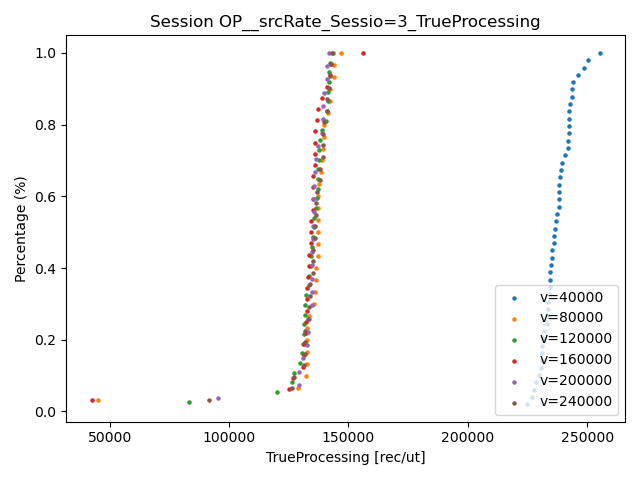 Session OP__srcRate_Sessio=3_TrueProcessing
Percentage (%)
1.0
0.8
0.6
0.4
0.2
0.0
v=40000
v=80000
v=120000
v=160000
v=200000
v=240000
50000 100000 150000 200000 250000
TrueProcessing [rec/ut]